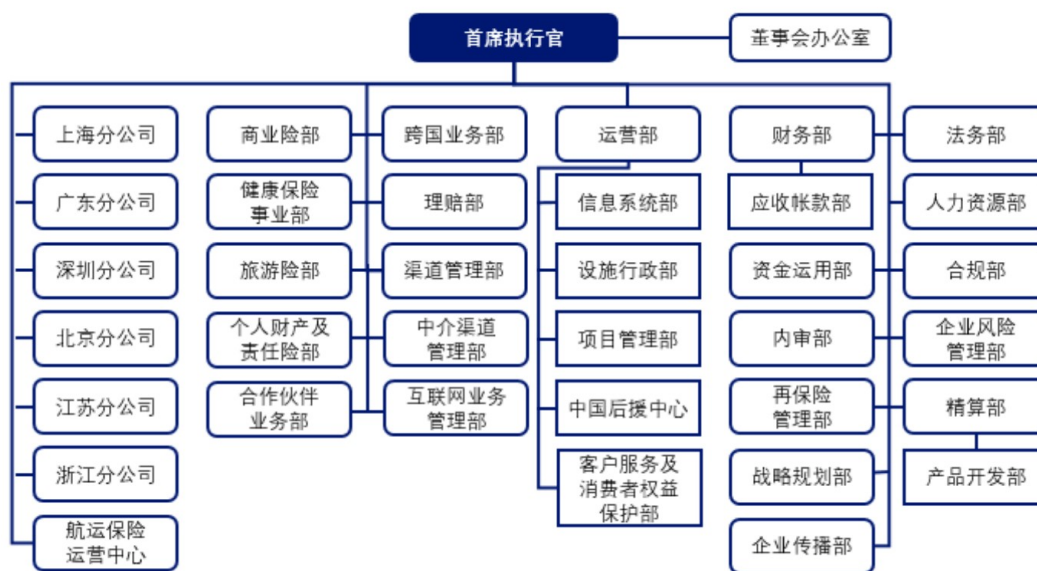 首席执行官
董事会办公室
上海分公司
商业险部
跨国业务部
运营部
财务部
法务部
广东分公司
健康保险
事业部
理赔部
信息系统部
应收帐款部
人力资源部
深圳分公司
旅游险部
渠道管理部
设施行政部
资金运用部
合规部
北京分公司
个人财产及
责任险部
中介渠道
管理部
项目管理部
内审部
企业风险
管理部
江苏分公司
合作伙伴
业务部
互联网业务
管理部
中国后援中心
再保险
管理部
精算部
浙江分公司
客户服务及
消费者权益
保护部
战略规划部
产品开发部
航运保险
运营中心
企业传播部